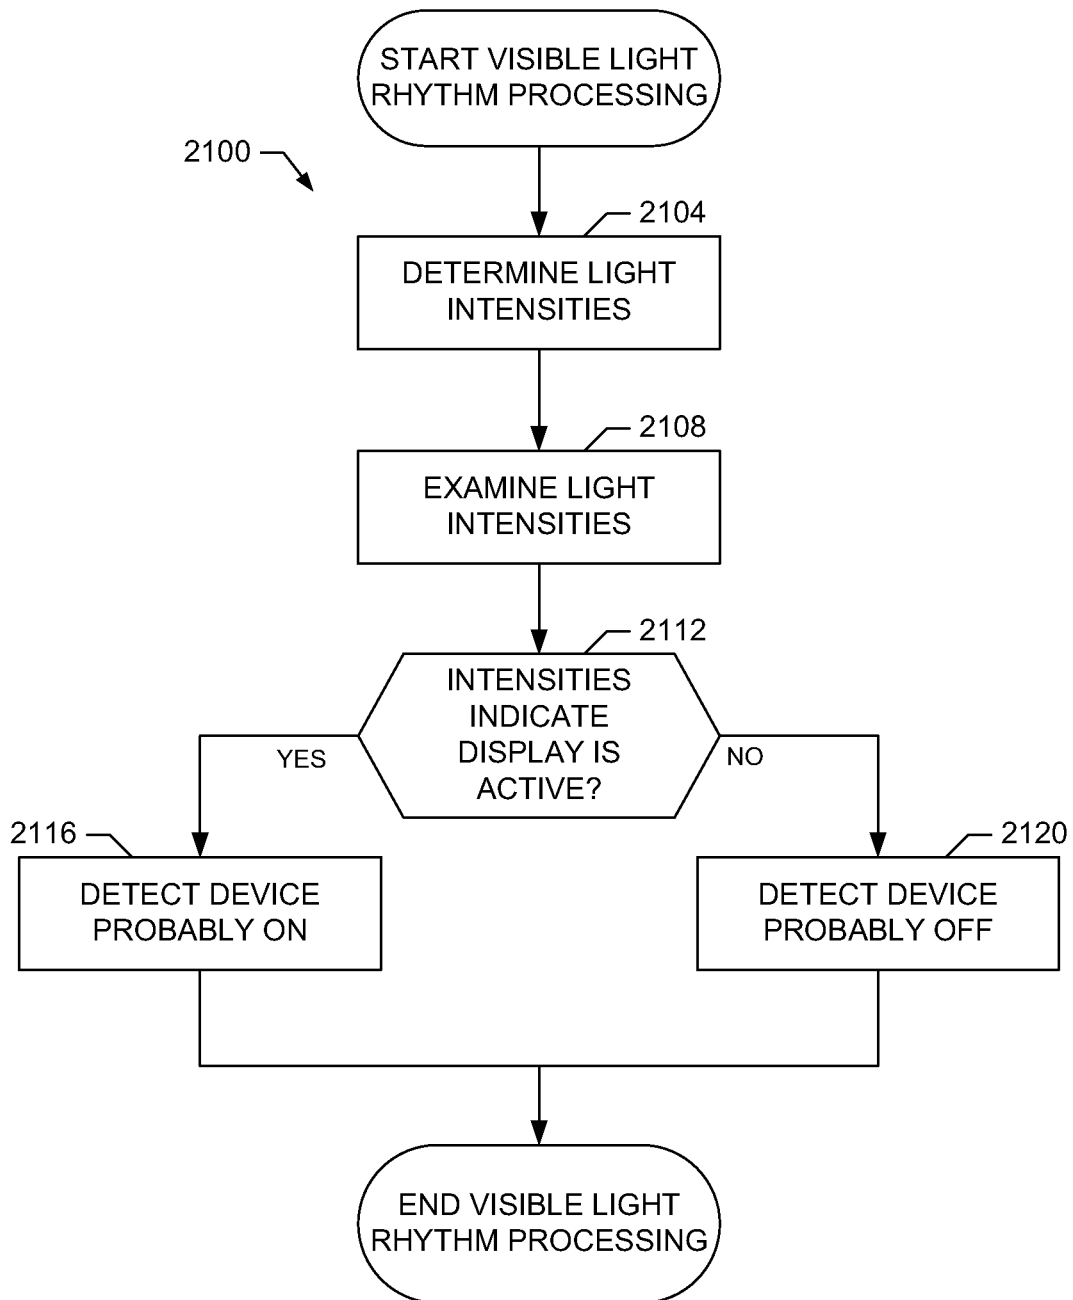 START VISIBLE LIGHT
RHYTHM PROCESSING
2100
2104
DETERMINE LIGHT
INTENSITIES
2108
EXAMINE LIGHT
INTENSITIES
2112
INTENSITIES
INDICATE
DISPLAY IS
ACTIVE?
YES
NO
2116
DETECT DEVICE
PROBABLY ON
2120
DETECT DEVICE
PROBABLY OFF
END VISIBLE LIGHT
RHYTHM PROCESSING